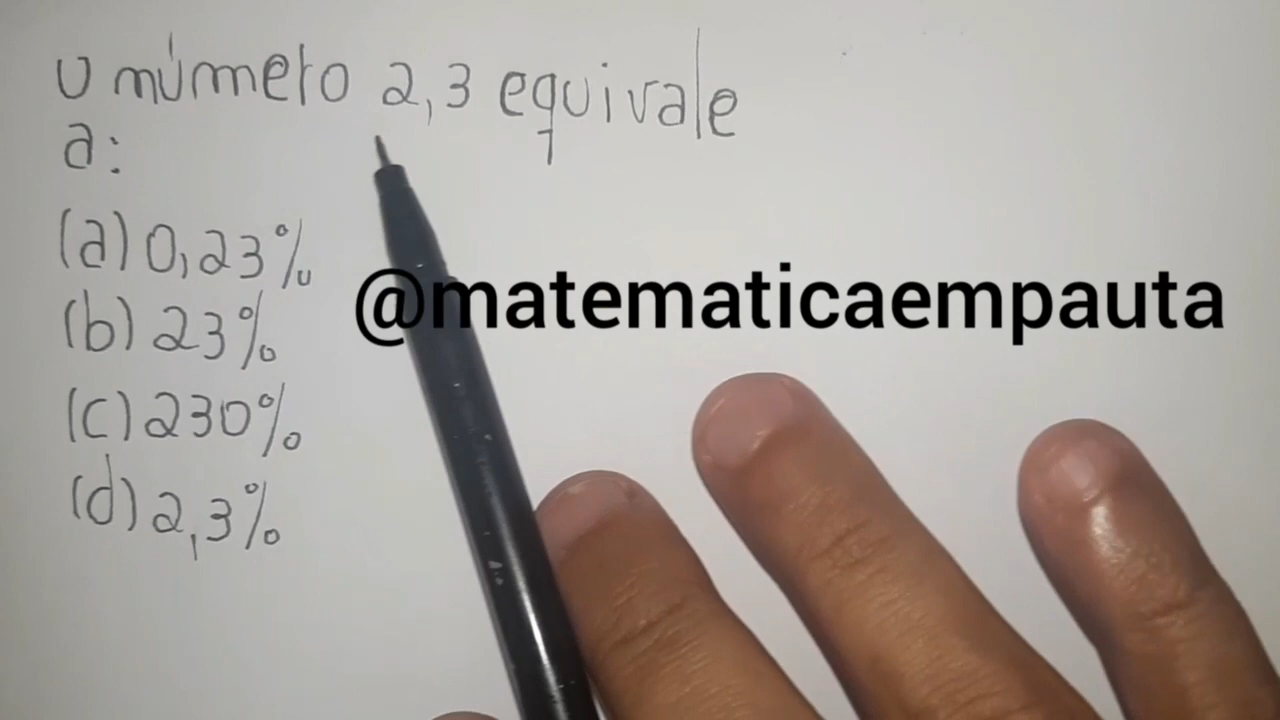 O número 2,3 equivale
a:
(a) 0,23%
(b) 23%
@matematicaempauta
(c) 230%
(d) 2,3%